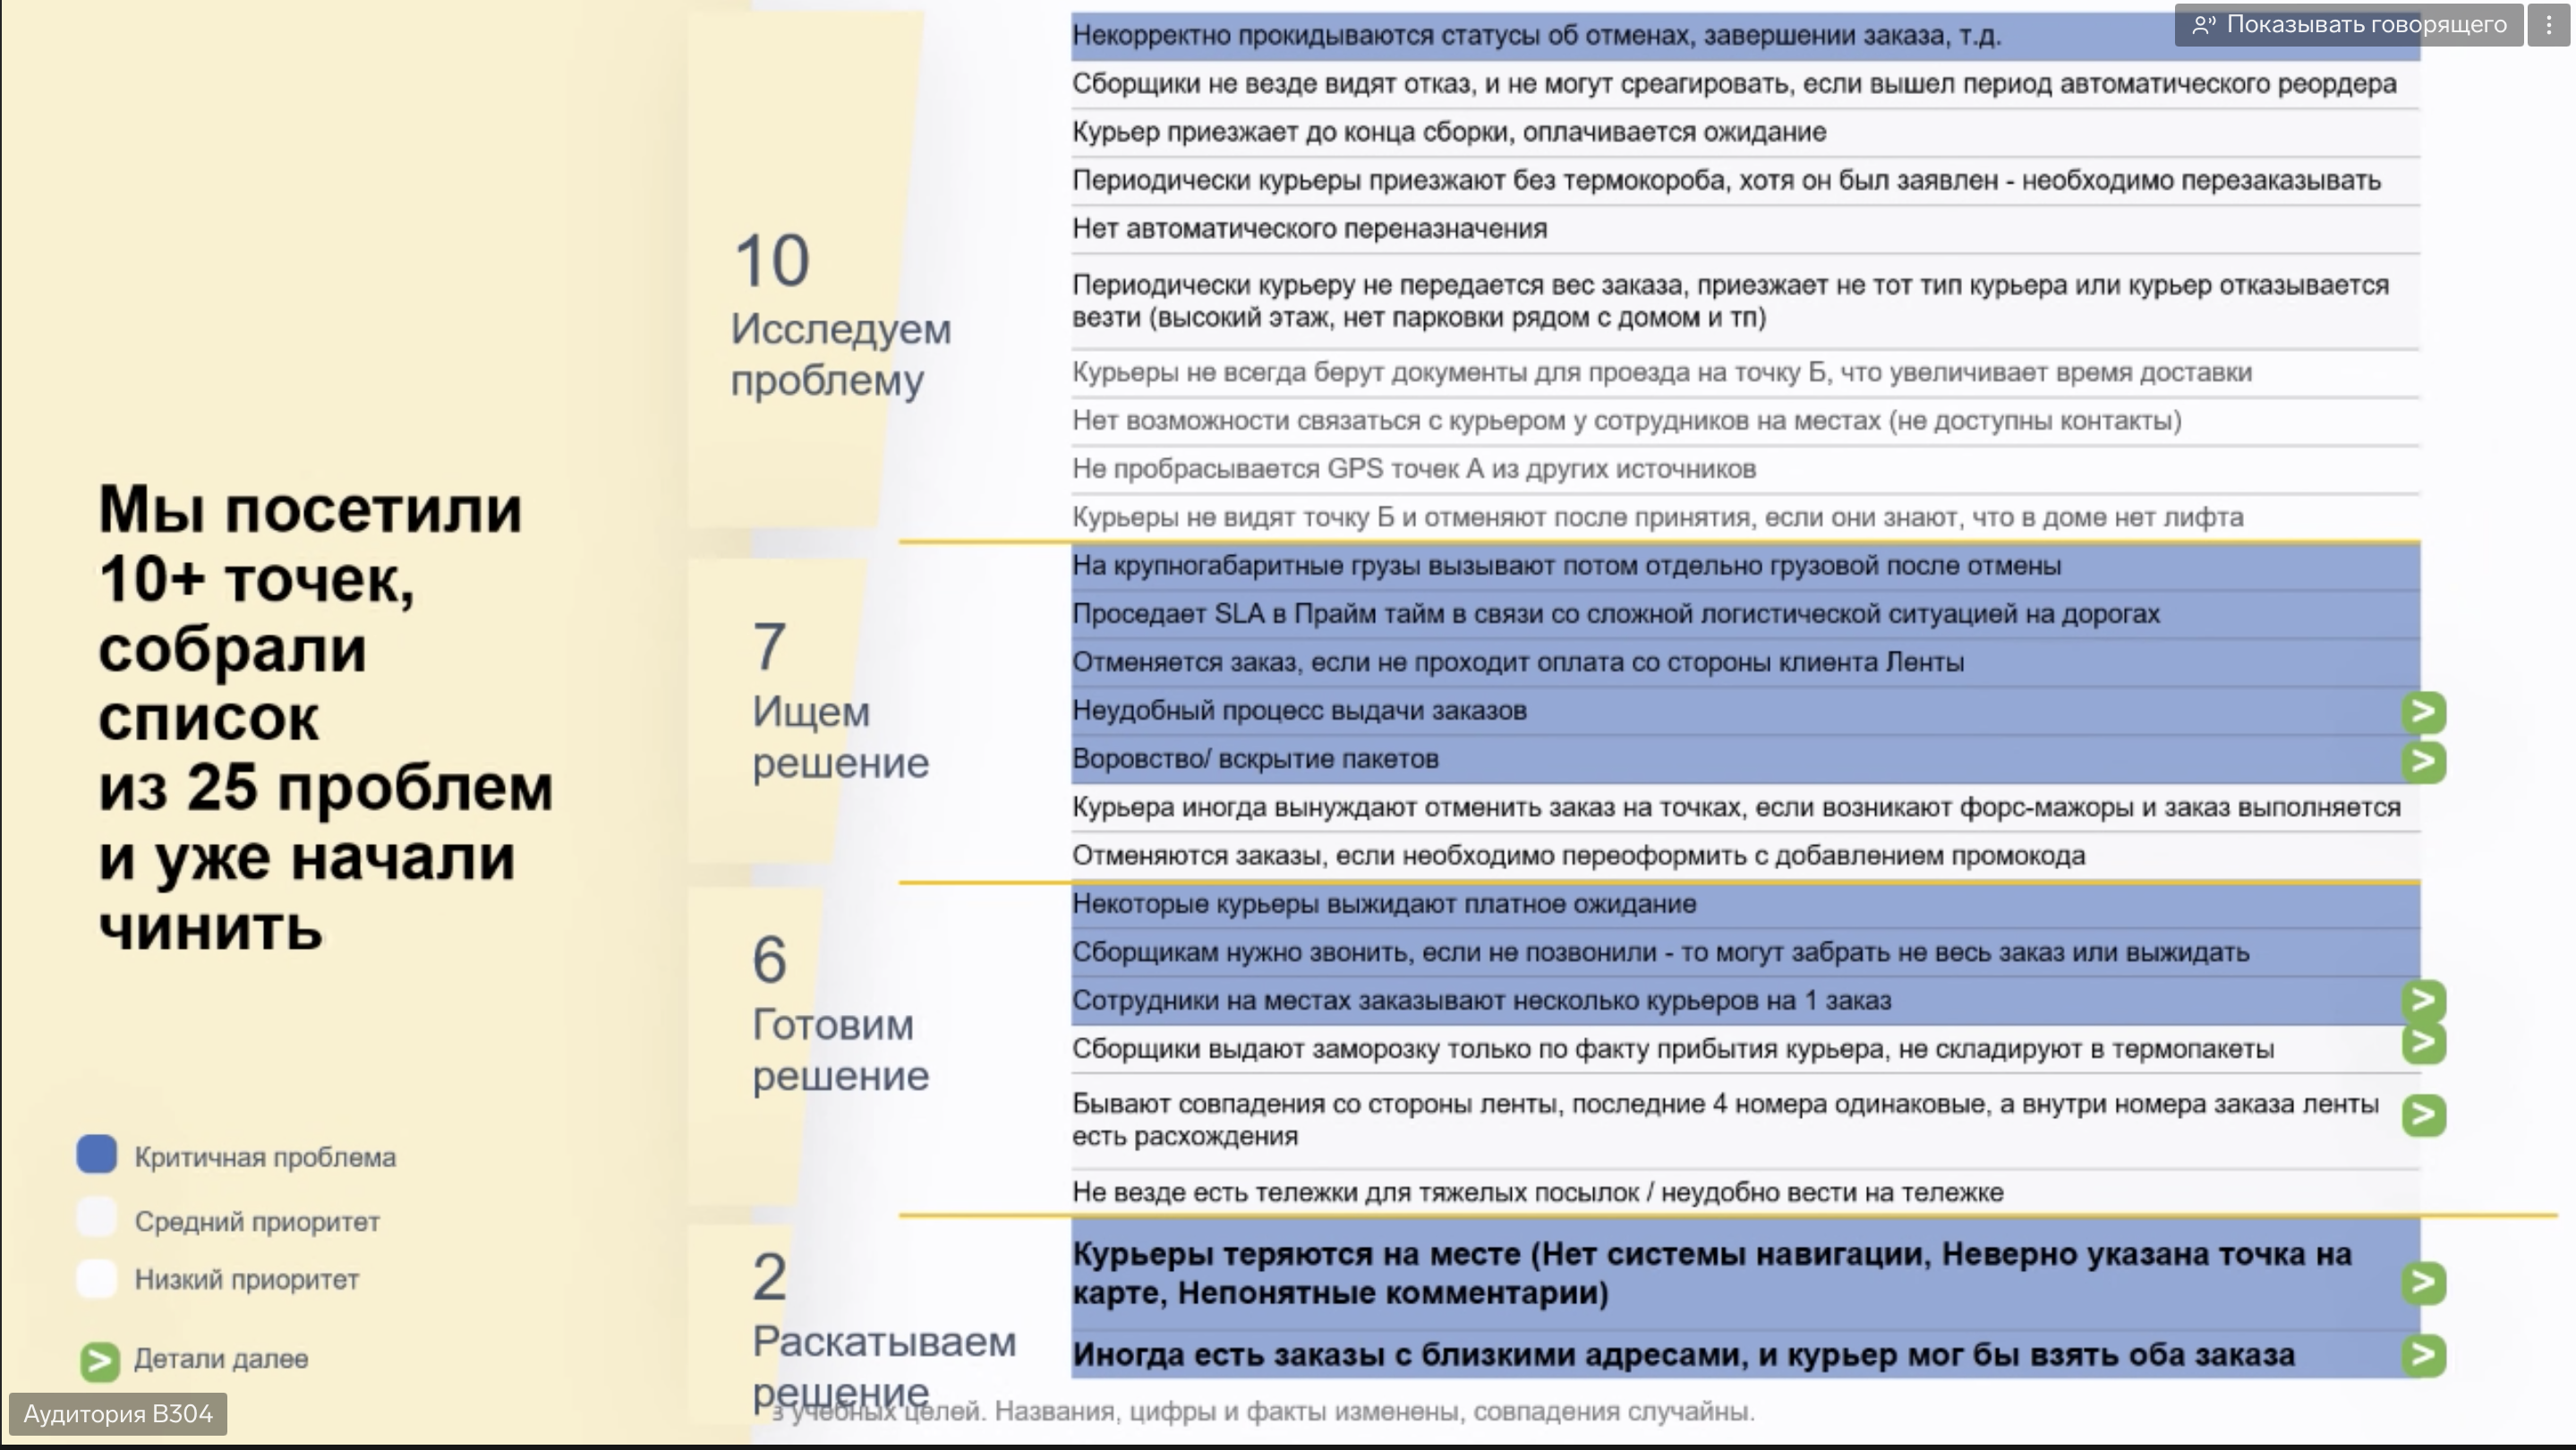 Показывать говорящего
Мы посетили
10+ точек,
собрали
список
из 25 проблем
и уже начали
чинить
Критичная проблема
Средний приоритет
Низкий приоритет
> Детали далее
Аудитория B304
10
Исследуем
проблему
Некорректно прокидываются статусы об отменах, завершении заказа, т.д.
Сборщики не везде видят отказ, и не могут среагировать, если вышел период автоматического реордера
Курьер приезжает до конца сборки, оплачивается ожидание
Периодически курьеры приезжают без термокороба, хотя он был заявлен - необходимо перезаказывать
Нет автоматического переназначения
Периодически курьеру не передается вес заказа, приезжает не тот тип курьера или курьер отказывается
везти (высокий этаж, нет парковки рядом с домом и тп)
Курьеры не всегда берут документы для проезда на точку Б, что увеличивает время доставки
Нет возможности связаться с курьером у сотрудников на местах (не доступны контакты)
Не пробрасывается GPS точек А из других источников
Курьеры не видят точку Б и отменяют после принятия, если они знают, что в доме нет лифта
7
Ищем
решение
На крупногабаритные грузы вызывают потом отдельно грузовой после отмены
Проседает SLA в Прайм тайм в связи со сложной логистической ситуацией на дорогах
Отменяется заказ, если не проходит оплата со стороны клиента Ленты
Неудобный процесс выдачи заказов >
Воровство/ вскрытие пакетов >
Курьера иногда вынуждают отменить заказ на точках, если возникают форс-мажоры и заказ выполняется
Отменяются заказы, если необходимо переоформить с добавлением промокода
6
Готовим
решение
Некоторые курьеры выжидают платное ожидание
Сборщикам нужно звонить, если не позвонили - то могут забрать не весь заказ или выжидать
Сотрудники на местах заказывают несколько курьеров на 1 заказ >
Сборщики выдают заморозку только по факту прибытия курьера, не складируют в термопакеты >
Бывают совпадения со стороны ленты, последние 4 номера одинаковые, а внутри номера заказа ленты >
есть расхождения
Не везде есть тележки для тяжелых посылок / неудобно вести на тележке
2
Раскатываем
решение
Курьеры теряются на месте (Нет системы навигации, Неверно указана точка на
карте, Непонятные комментарии) >
Иногда есть заказы с близкими адресами, и курьер мог бы взять оба заказа >
учебных целей. Названия, цифры и факты изменены, совпадения случайны.